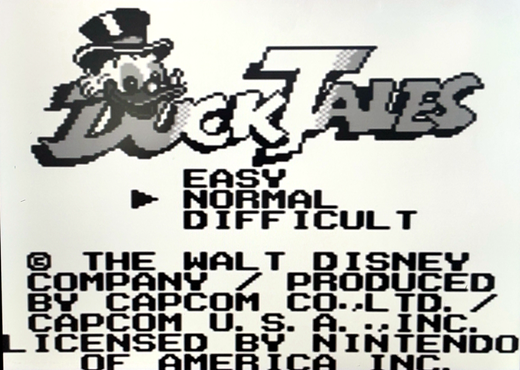 DUCKTALES
EASY
NORMAL
DIFFICULT
© THE WALT DISNEY
COMPANY / PRODUCED
BY CAPCOM CO.,LTD. /
CAPCOM U.S.A.,INC.
LICENSED BY NINTENDO
OF AMERICA INC.